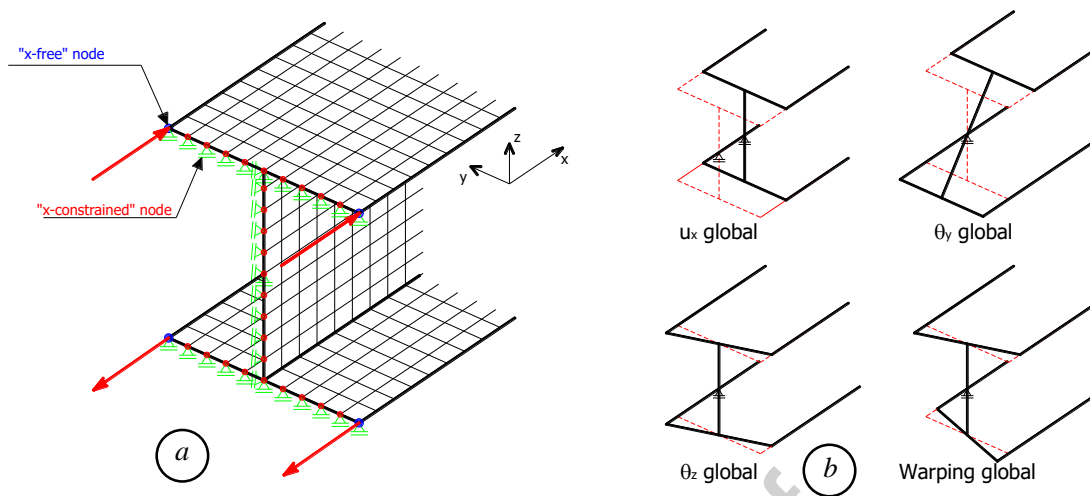 "x-free" node
z
x
y
"x-constrained" node
a
ux global
θy global
θz global
b
Warping global